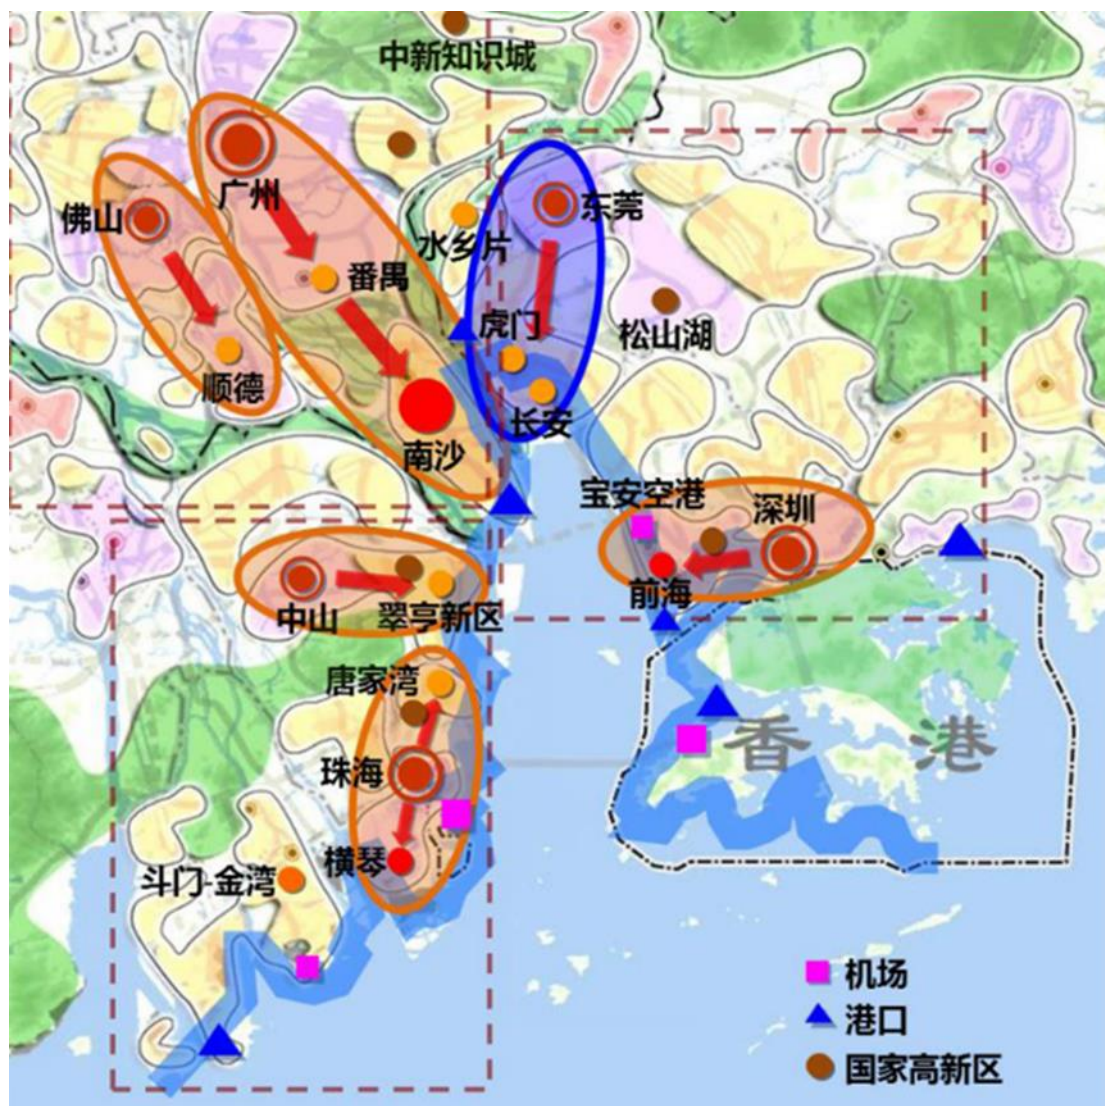 中新知识城
广州
佛山
东莞
水乡片
番禺
虎门
松山湖
顺德
长安
南沙
宝安空港
深圳
前海
中山
翠亨新区
唐家湾
香港
珠海
横琴
斗门-金湾
机场
港口
国家高新区